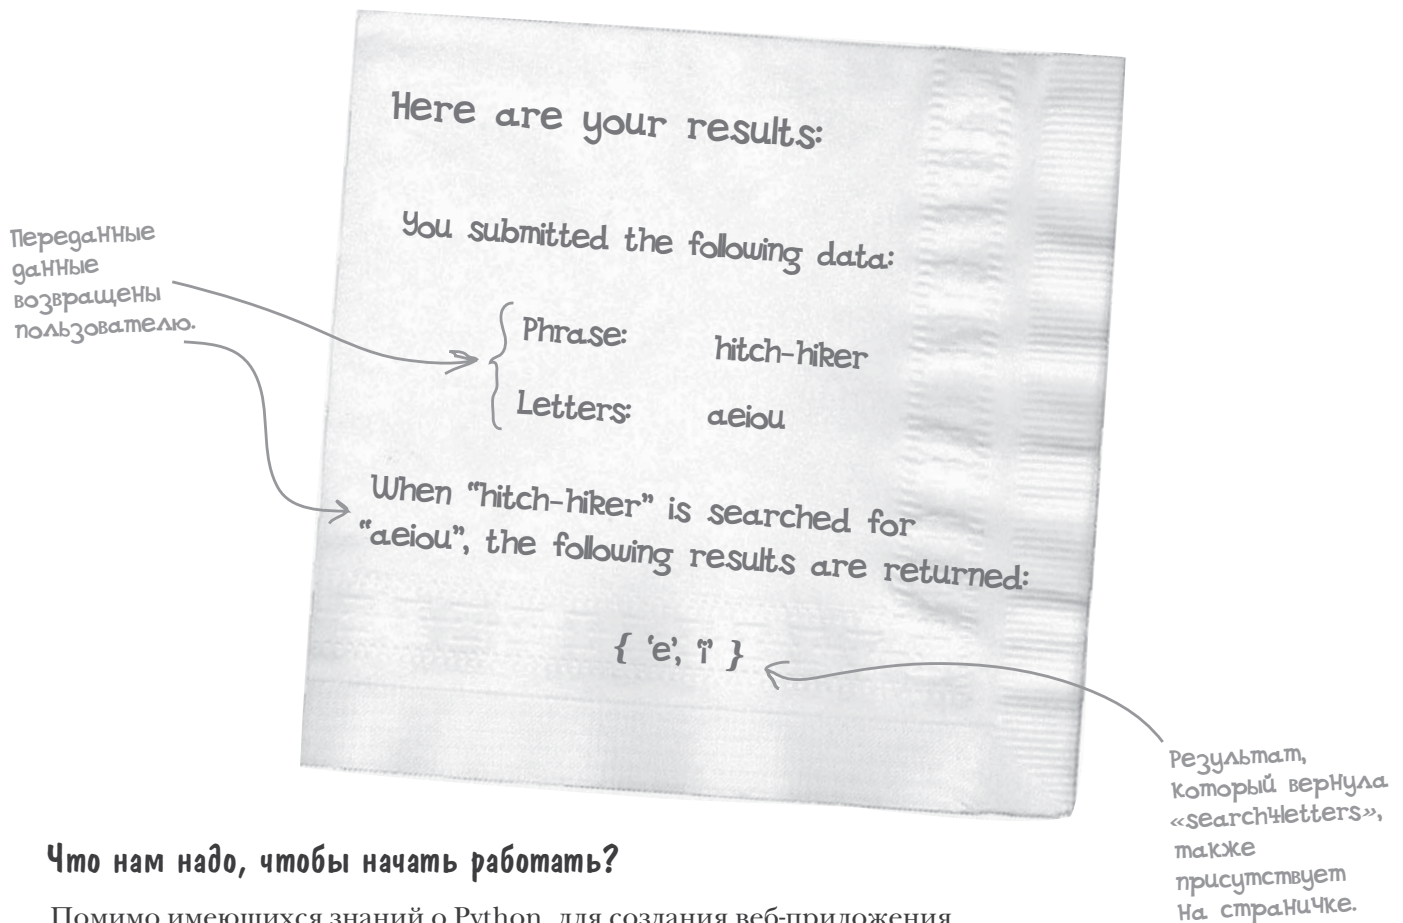 Here are your results:
You submitted the following data:
Переданные
данные
возвращены
пользователю.
Phrase: hitch-hiker
Letters: aeiou
When “hitch-hiker” is searched for
“aeiou”, the following results are returned:
{ ‘e’, ‘i’ }
Результат,
который вернула
«search4letters»,
также
присутствует
на страничке.
Что нам надо, чтобы начать работать?
Помимо имеющихся знаний о Python, для создания веб-приложения